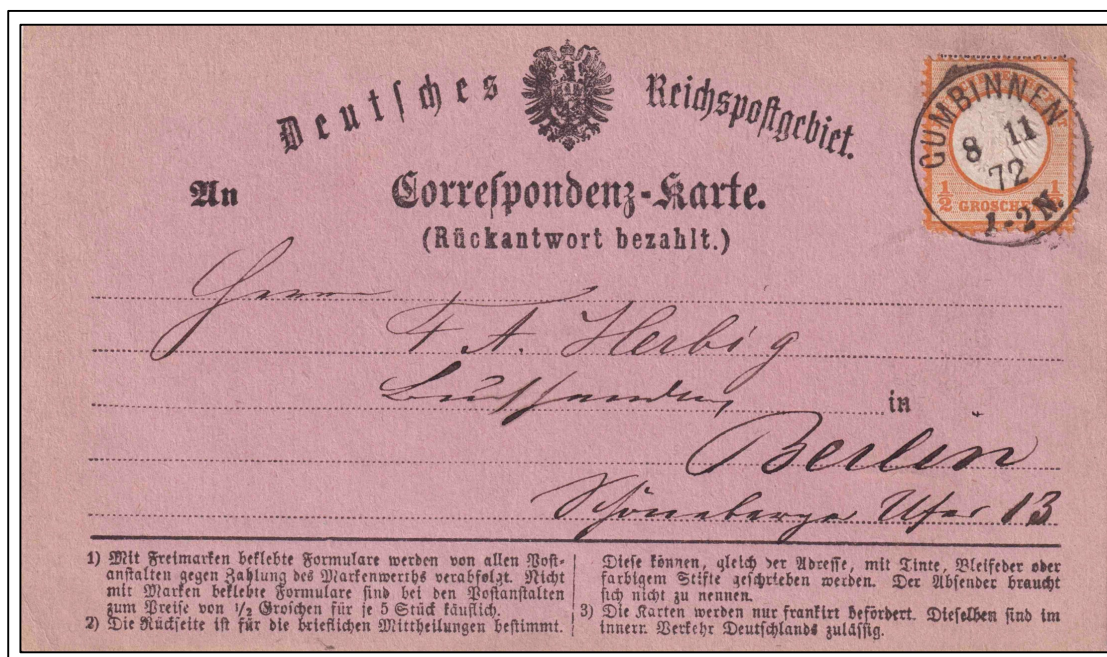 Deutsches Reichspostgebiet.
GUMBINNEN
8 11
72
1-2N.
1/2 GROSCHEN 1/2
An Correspondenz-Karte.
(Rückantwort bezahlt.)
Herrn
F. A. Herbig
Buchhandlung in
Berlin
Schöneberger Ufer 13
1) Mit Freimarken beklebte Formulare werden von allen Post-
anstalten gegen Zahlung des Markenwerths verabfolgt. Nicht
mit Marken beklebte Formulare sind bei den Postanstalten
zum Preise von 1/2 Groschen für je 5 Stück käuflich.
2) Die Rückseite ist für die brieflichen Mittheilungen bestimmt.
Diese können, gleich der Adresse, mit Tinte, Bleifeder oder
farbigem Stifte geschrieben werden. Der Absender braucht
sich nicht zu nennen.
3) Die Karten werden nur frankirt befördert. Dieselben sind im
innern Verkehr Deutschlands zulässig.